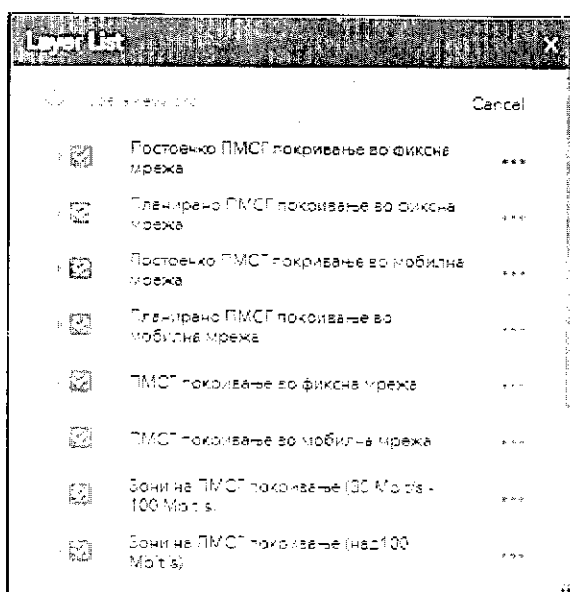 Layer List
Cancel
Постоечко ПМСГ покривање во фиксна
мрежа
Планирано ПМСГ покривање во фиксна
мрежа
Постоечко ПМСГ покривање во мобилна
мрежа
Планирано ПМСГ покривање во
мобилна мрежа
ПМСГ покривање во фиксна мрежа
ПМСГ покривање во мобилна мрежа
Зони на ПМСГ покривање (30 Mbit/s -
100 Mbit/s)
Зони на ПМСГ покривање (над100
Mbit/s)